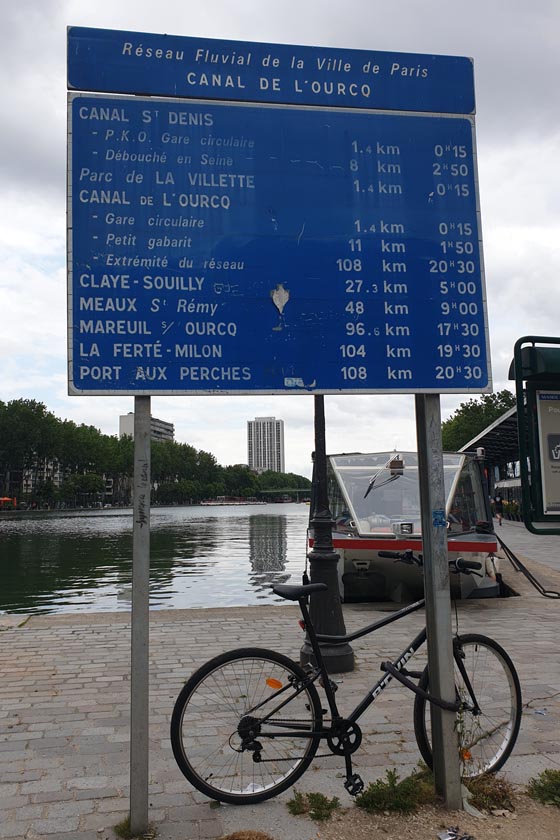 Réseau Fluvial de la Ville de Paris
CANAL DE L'OURCQ
CANAL ST DENIS
- P.K.O. Gare circulaire 1.4 km 0H15
- Débouché en Seine 8 km 2H50
Parc de LA VILLETTE 1.4 km 0H15
CANAL DE L'OURCQ
- Gare circulaire 1.4 km 0H15
- Petit gabarit 11 km 1H50
- Extrémité du réseau 108 km 20H30
CLAYE-SOUILLY 27.3 km 5H00
MEAUX St Rémy 48 km 9H00
MAREUIL s/ OURCQ 96.6 km 17H30
LA FERTÉ-MILON 104 km 19H30
PORT AUX PERCHES 108 km 20H30
B'TWIN